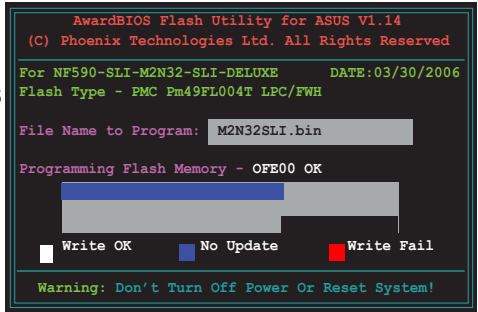 AwardBIOS Flash Utility for ASUS V1.14
(C) Phoenix Technologies Ltd. All Rights Reserved
For NF590-SLI-M2N32-SLI-DELUXE DATE:03/30/2006
Flash Type - PMC Pm49FL004T LPC/FWH
File Name to Program: M2N32SLI.bin
Programming Flash Memory - OFE00 OK
Write OK No Update Write Fail
Warning: Don't Turn Off Power Or Reset System!